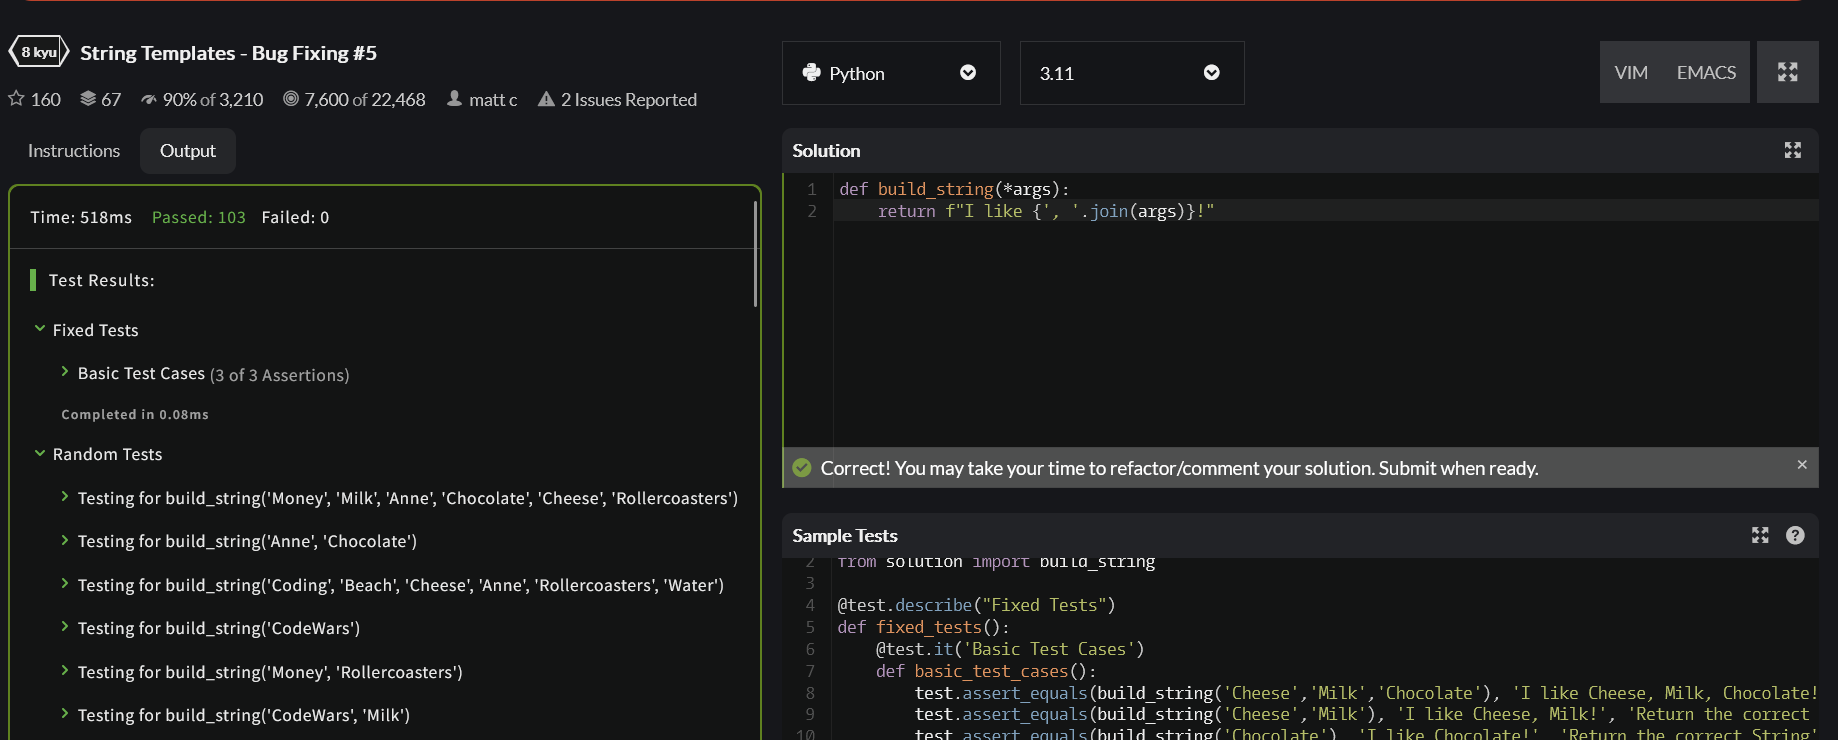 8 kyu String Templates - Bug Fixing #5
160 67 90% of 3,210 7,600 of 22,468 matt c 2 Issues Reported
Instructions Output
Time: 518ms Passed: 103 Failed: 0
Test Results:
Fixed Tests
Basic Test Cases (3 of 3 Assertions)
Completed in 0.08ms
Random Tests
Testing for build_string('Money', 'Milk', 'Anne', 'Chocolate', 'Cheese', 'Rollercoasters')
Testing for build_string('Anne', 'Chocolate')
Testing for build_string('Coding', 'Beach', 'Cheese', 'Anne', 'Rollercoasters', 'Water')
Testing for build_string('CodeWars')
Testing for build_string('Money', 'Rollercoasters')
Testing for build_string('CodeWars', 'Milk')
Python 3.11 VIM EMACS
Solution
1 def build_string(*args):
2 return f"I like {', '.join(args)}!"
Correct! You may take your time to refactor/comment your solution. Submit when ready. ×
Sample Tests ?
2 from solution import build_string
3
4 @test.describe("Fixed Tests")
5 def fixed_tests():
6 @test.it('Basic Test Cases')
7 def basic_test_cases():
8 test.assert_equals(build_string('Cheese','Milk','Chocolate'), 'I like Cheese, Milk, Chocolate!
9 test.assert_equals(build_string('Cheese','Milk'), 'I like Cheese, Milk!', 'Return the correct
10 test.assert_equals(build_string('Chocolate'), 'I like Chocolate!', 'Return the correct String'